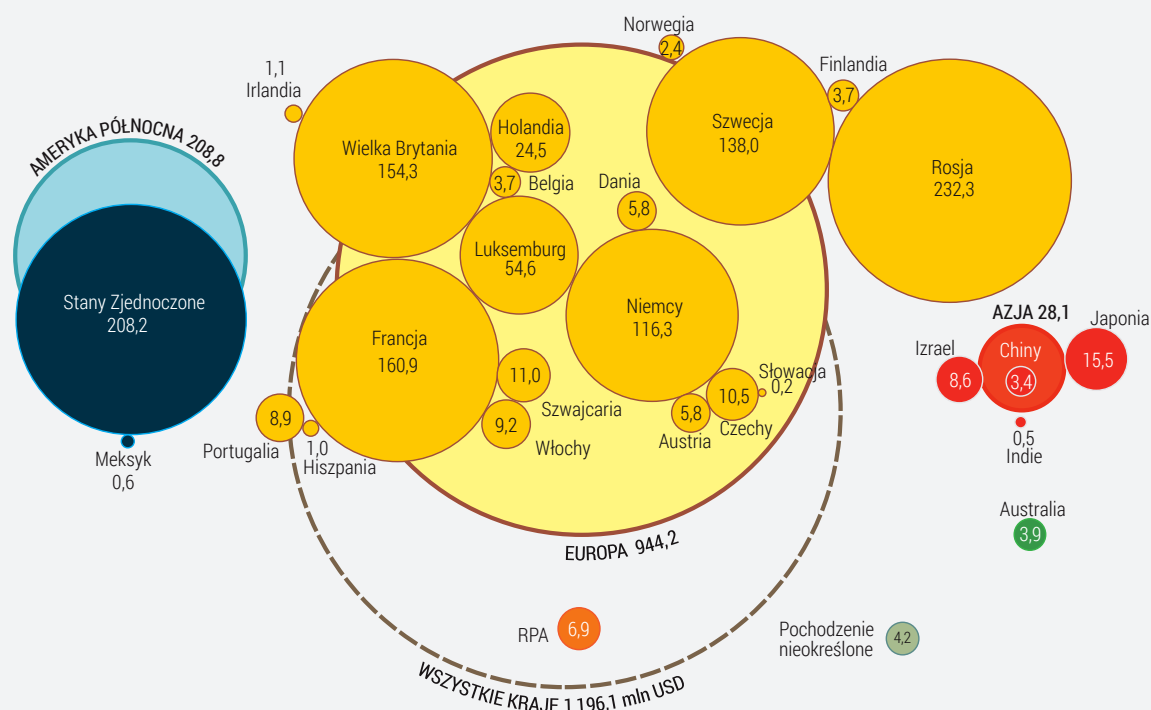 Norwegia
2,4
1,1
Irlandia
Finlandia
3,7
AMERYKA PÓŁNOCNA 208,8
Wielka Brytania
154,3
Holandia
24,5
Szwecja
138,0
Rosja
232,3
3,7
Belgia
Dania
5,8
Luksemburg
54,6
Stany Zjednoczone
208,2
Niemcy
116,3
Francja
160,9
AZJA 28,1
Japonia
15,5
Izrael
8,6
Chiny
3,4
11,0
Szwajcaria
Słowacja
0,2
10,5
Czechy
5,8
Austria
9,2
Włochy
8,9
Portugalia
1,0
Hiszpania
Meksyk
0,6
0,5
Indie
Australia
3,9
EUROPA 944,2
RPA
6,9
Pochodzenie
nieokreślone
4,2
WSZYSTKIE KRAJE 1 196,1 mln USD